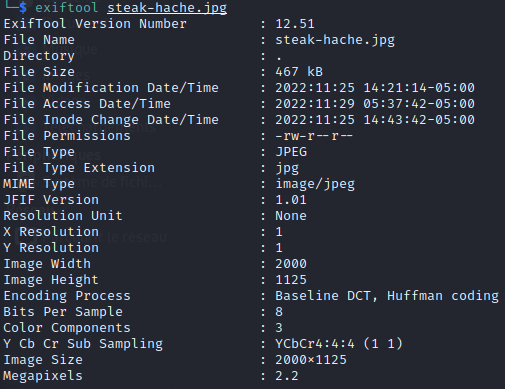 └─$ exiftool steak-hache.jpg
ExifTool Version Number : 12.51
File Name : steak-hache.jpg
Directory : .
File Size : 467 kB
File Modification Date/Time : 2022:11:25 14:21:14-05:00
File Access Date/Time : 2022:11:29 05:37:42-05:00
File Inode Change Date/Time : 2022:11:25 14:43:42-05:00
File Permissions : -rw-r--r--
File Type : JPEG
File Type Extension : jpg
MIME Type : image/jpeg
JFIF Version : 1.01
Resolution Unit : None
X Resolution : 1
Y Resolution : 1
Image Width : 2000
Image Height : 1125
Encoding Process : Baseline DCT, Huffman coding
Bits Per Sample : 8
Color Components : 3
Y Cb Cr Sub Sampling : YCbCr4:4:4 (1 1)
Image Size : 2000×1125
Megapixels : 2.2